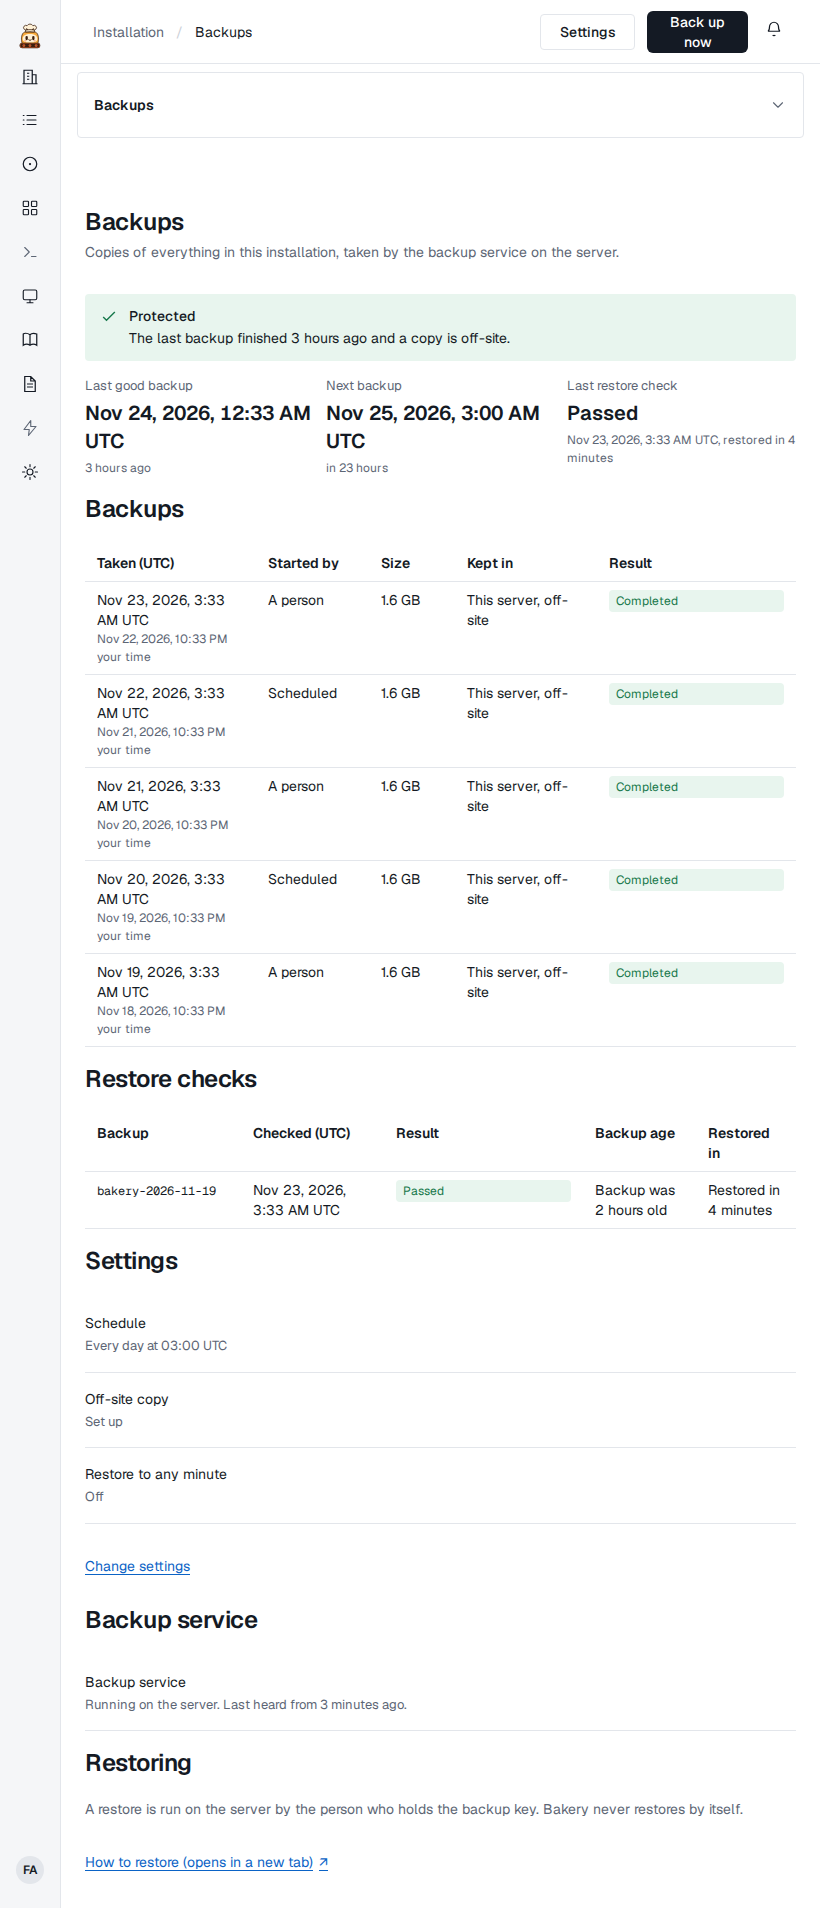 Installation / Backups
Settings
Back up
now
Backups
Backups
Copies of everything in this installation, taken by the backup service on the server.
Protected
The last backup finished 3 hours ago and a copy is off-site.
Last good backup
Nov 24, 2026, 12:33 AM
UTC
3 hours ago
Next backup
Nov 25, 2026, 3:00 AM
UTC
in 23 hours
Last restore check
Passed
Nov 23, 2026, 3:33 AM UTC, restored in 4
minutes
Backups
Taken (UTC) Started by Size Kept in Result
Nov 23, 2026, 3:33 A person 1.6 GB This server, off- Completed
AM UTC site
Nov 22, 2026, 10:33 PM
your time
Nov 22, 2026, 3:33 Scheduled 1.6 GB This server, off- Completed
AM UTC site
Nov 21, 2026, 10:33 PM
your time
Nov 21, 2026, 3:33 A person 1.6 GB This server, off- Completed
AM UTC site
Nov 20, 2026, 10:33 PM
your time
Nov 20, 2026, 3:33 Scheduled 1.6 GB This server, off- Completed
AM UTC site
Nov 19, 2026, 10:33 PM
your time
Nov 19, 2026, 3:33 A person 1.6 GB This server, off- Completed
AM UTC site
Nov 18, 2026, 10:33 PM
your time
Restore checks
Backup Checked (UTC) Result Backup age Restored
in
bakery-2026-11-19 Nov 23, 2026, Passed Backup was Restored in
3:33 AM UTC 2 hours old 4 minutes
Settings
Schedule
Every day at 03:00 UTC
Off-site copy
Set up
Restore to any minute
Off
Change settings
Backup service
Backup service
Running on the server. Last heard from 3 minutes ago.
Restoring
A restore is run on the server by the person who holds the backup key. Bakery never restores by itself.
How to restore (opens in a new tab)
FA